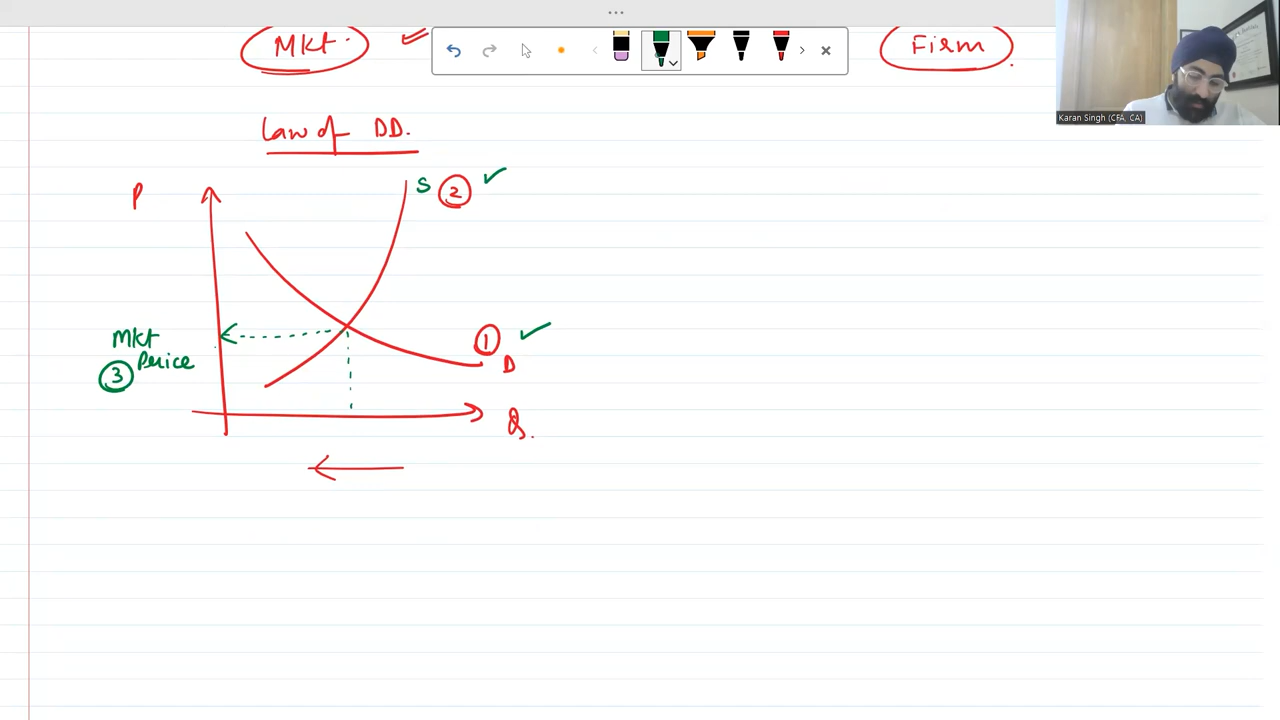 Mkt.
Firm
Karan Singh (CFA, CA)
Law of DD.
P
S 2
1
D
Mkt
Price
3
Q.